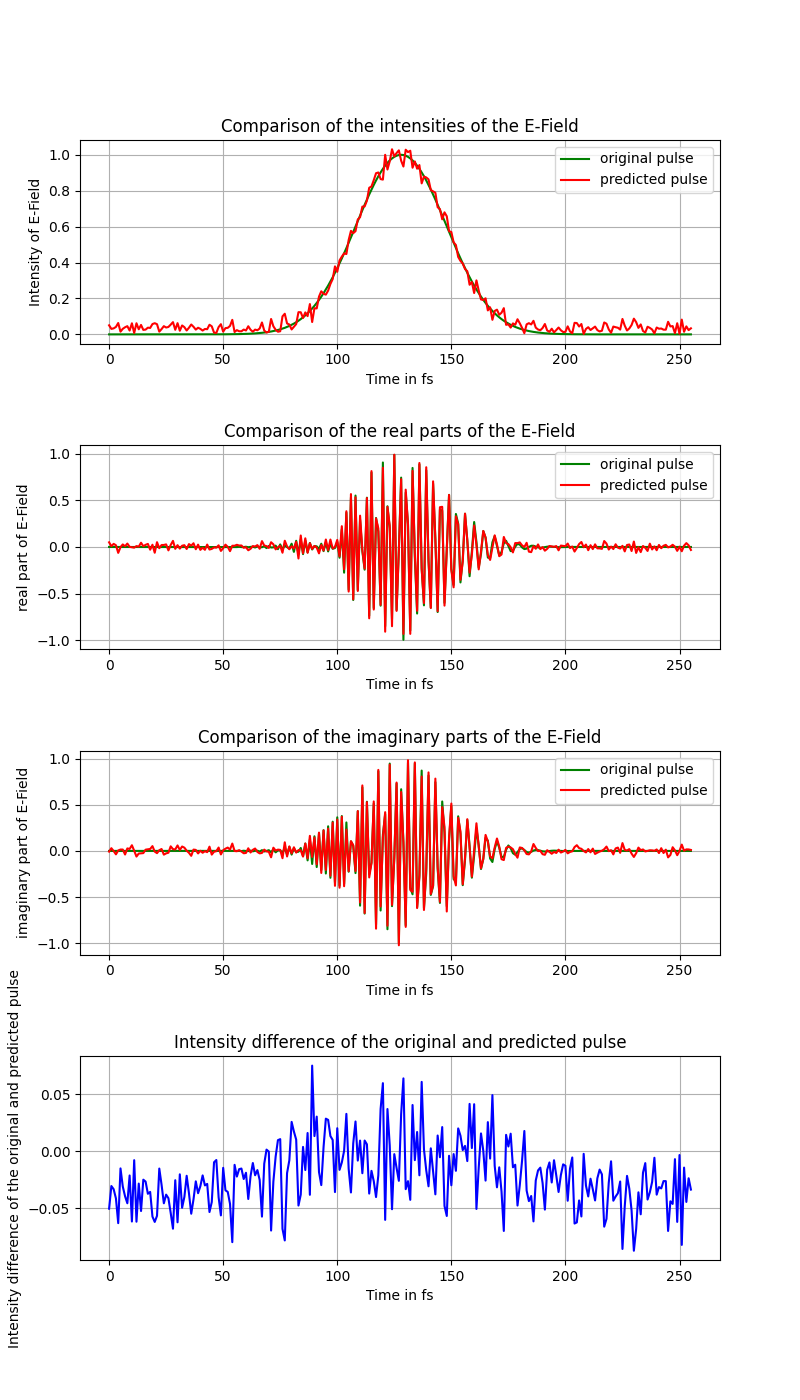 Comparison of the intensities of the E-Field
Intensity of E-Field
1.0
0.8
0.6
0.4
0.2
0.0
original pulse
predicted pulse
0 50 100 150 200 250
Time in fs
Comparison of the real parts of the E-Field
real part of E-Field
1.0
0.5
0.0
−0.5
−1.0
original pulse
predicted pulse
0 50 100 150 200 250
Time in fs
Comparison of the imaginary parts of the E-Field
imaginary part of E-Field
1.0
0.5
0.0
−0.5
−1.0
original pulse
predicted pulse
0 50 100 150 200 250
Time in fs
Intensity difference of the original and predicted pulse
Intensity difference of the original and predicted pulse
0.05
0.00
−0.05
0 50 100 150 200 250
Time in fs